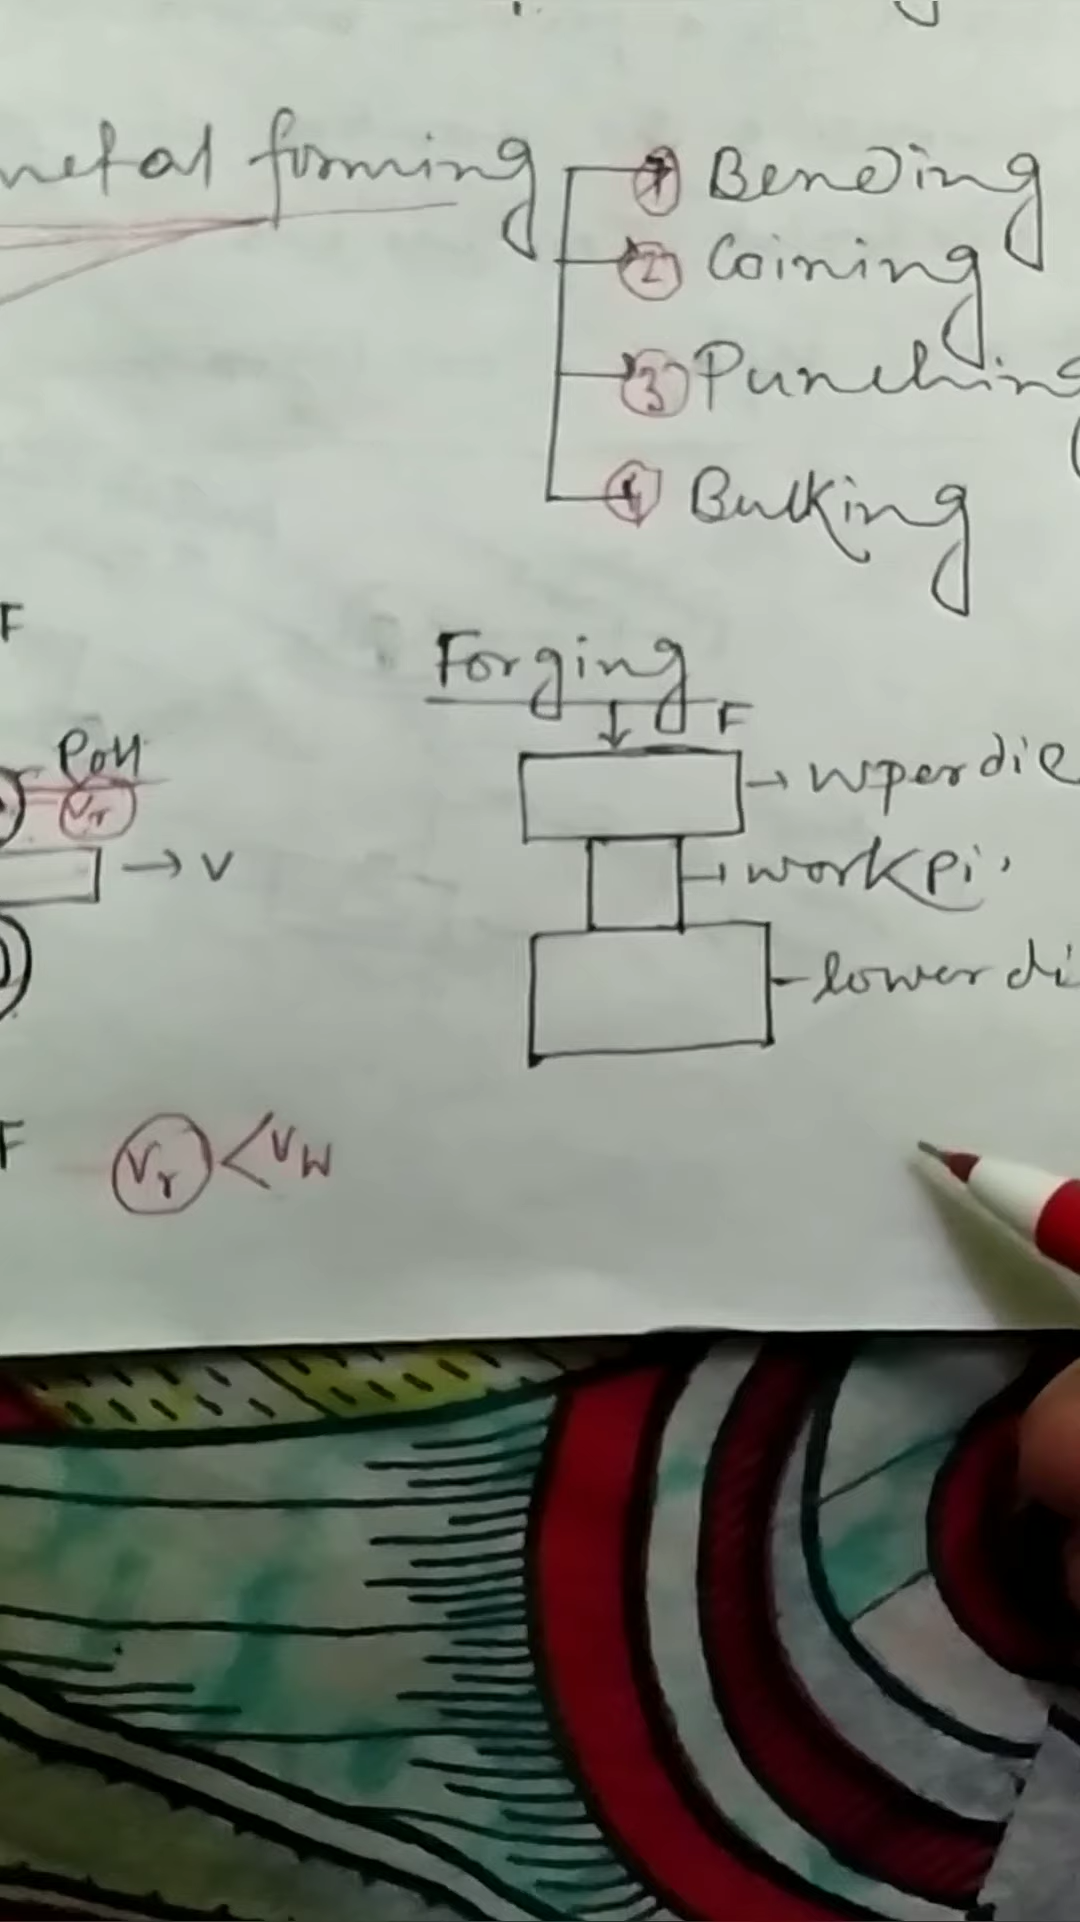 metal forming
1 Bending
2 Coining
3 Punching
4 Bulking
F
Forging
F
Roll
Vr
upper die
V
workpi
lower di
F
Vr < VW